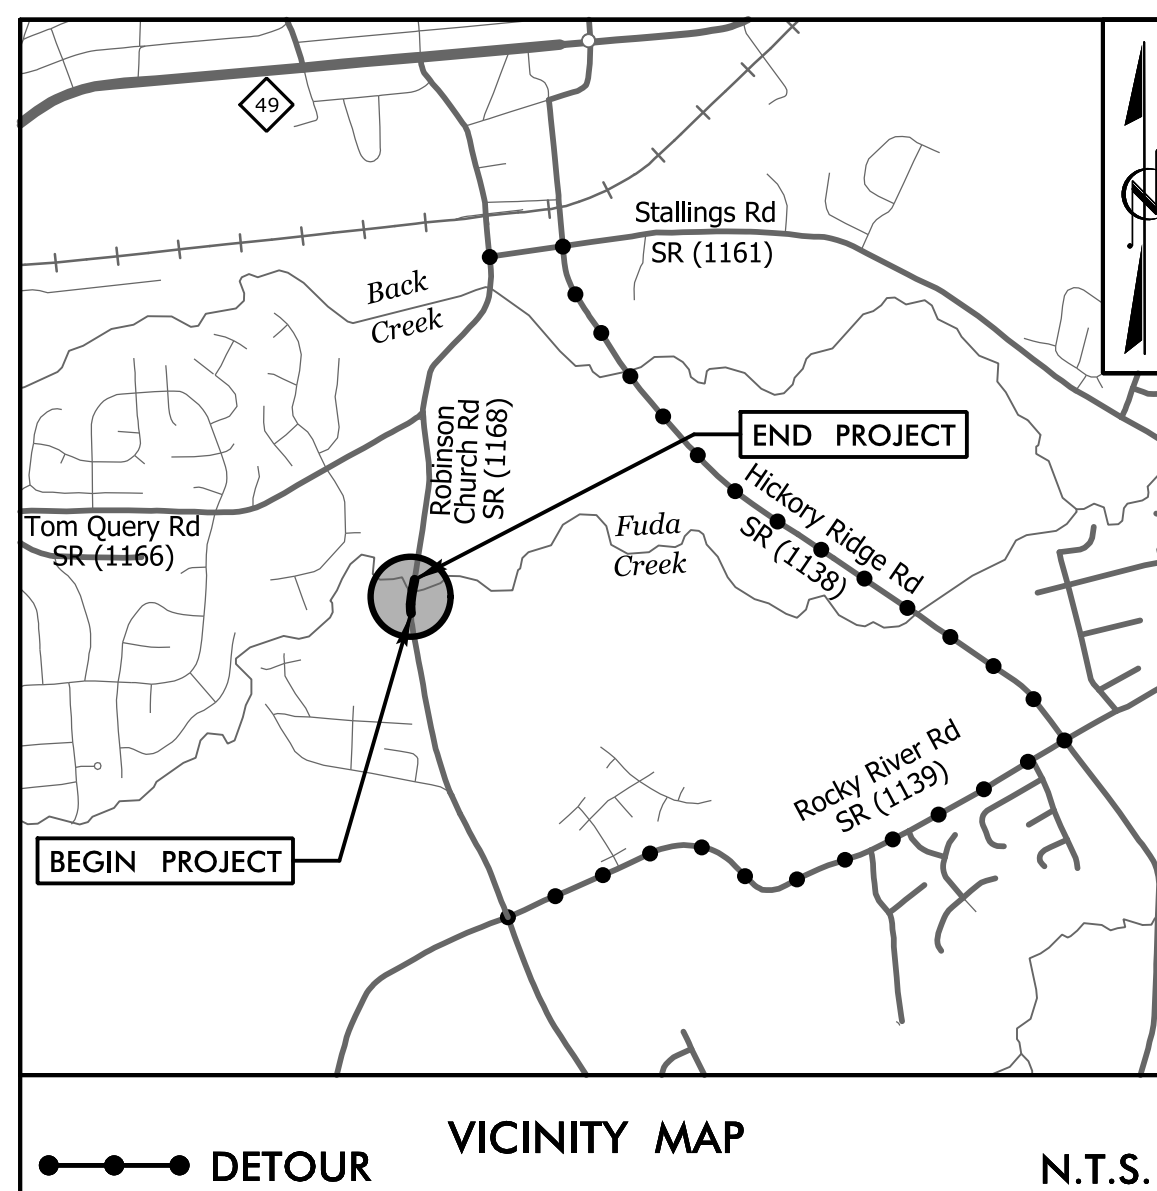 49
Stallings Rd
SR (1161)
Back
Creek
Robinson
Church Rd
SR (1168)
END PROJECT
Hickory Ridge Rd
SR (1138)
Tom Query Rd
SR (1166)
Fuda
Creek
Rocky River Rd
SR (1139)
BEGIN PROJECT
VICINITY MAP
DETOUR
N.T.S.